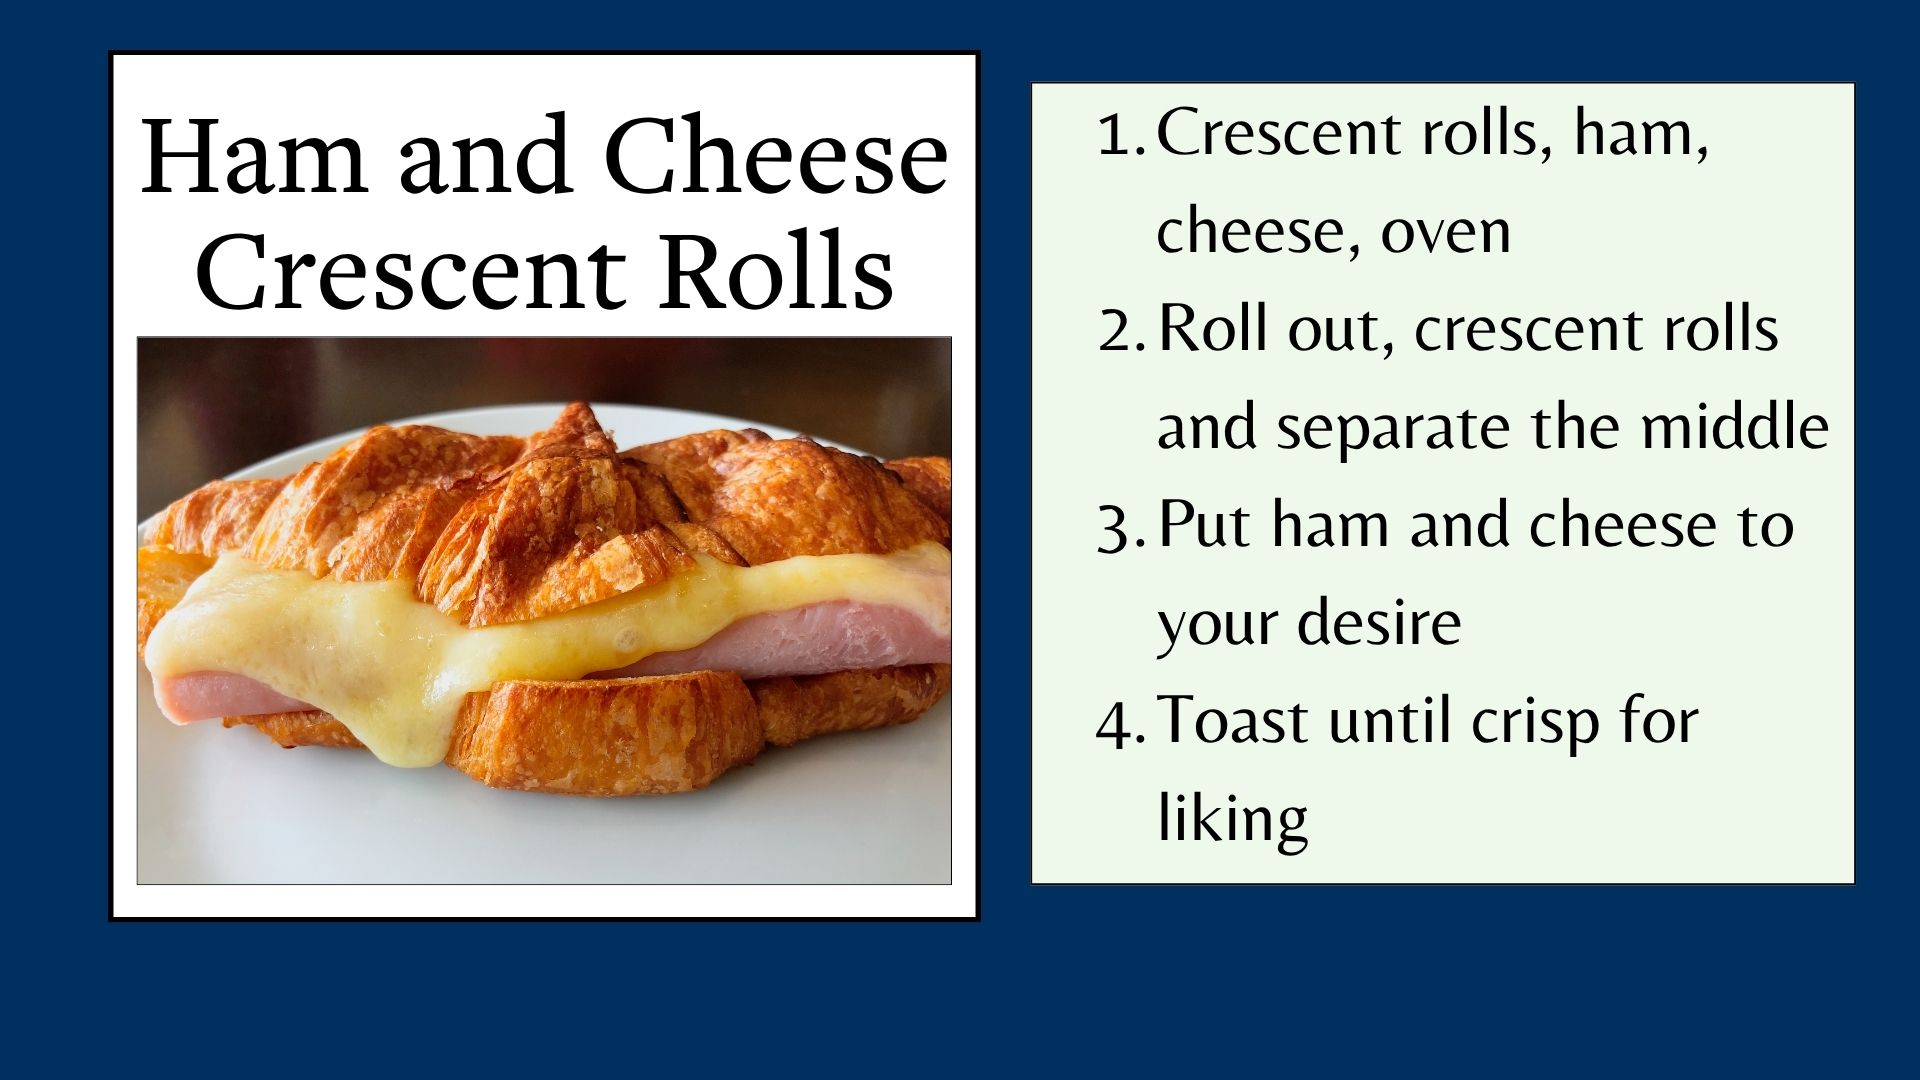 Ham and Cheese
Crescent Rolls
1. Crescent rolls, ham,
cheese, oven
2. Roll out, crescent rolls
and separate the middle
3. Put ham and cheese to
your desire
4. Toast until crisp for
liking